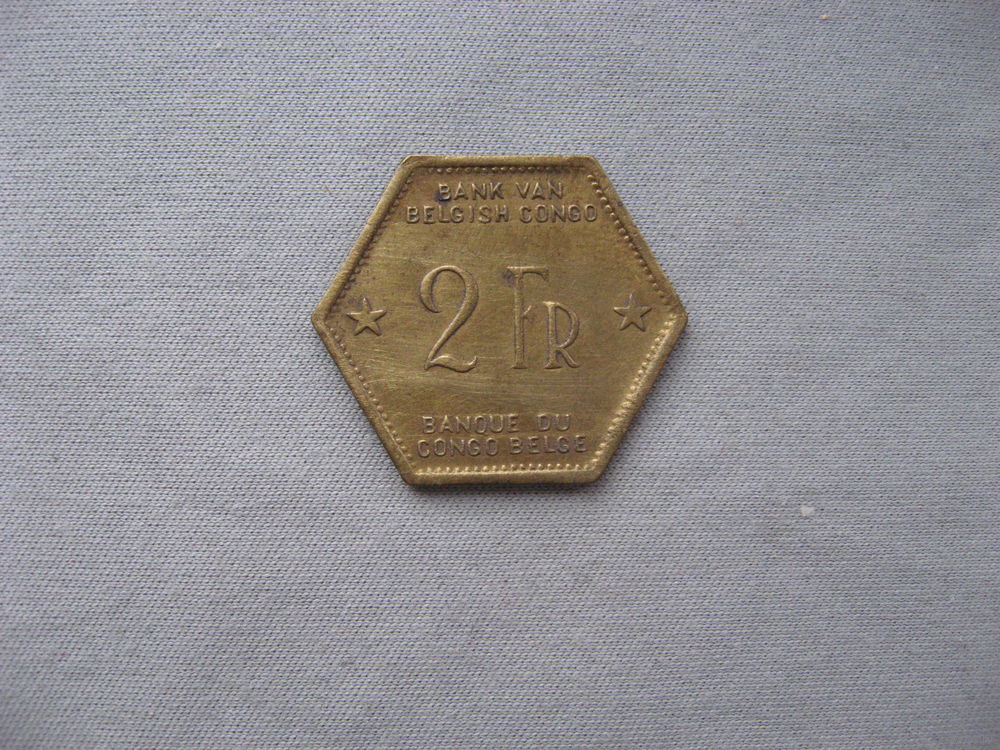 BANK VAN
BELGISH CONGO
2 FR
BANQUE DU
CONGO BELGE